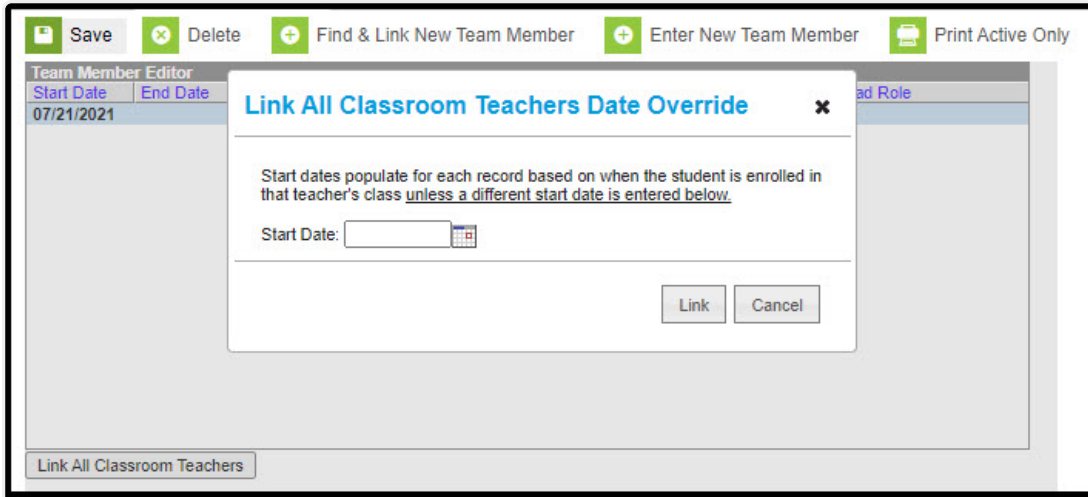 Save Delete Find & Link New Team Member Enter New Team Member Print Active Only
Team Member Editor
Start Date End Date ad Role
07/21/2021
Link All Classroom Teachers Date Override
Start dates populate for each record based on when the student is enrolled in
that teacher's class unless a different start date is entered below.
Start Date:
Link Cancel
Link All Classroom Teachers